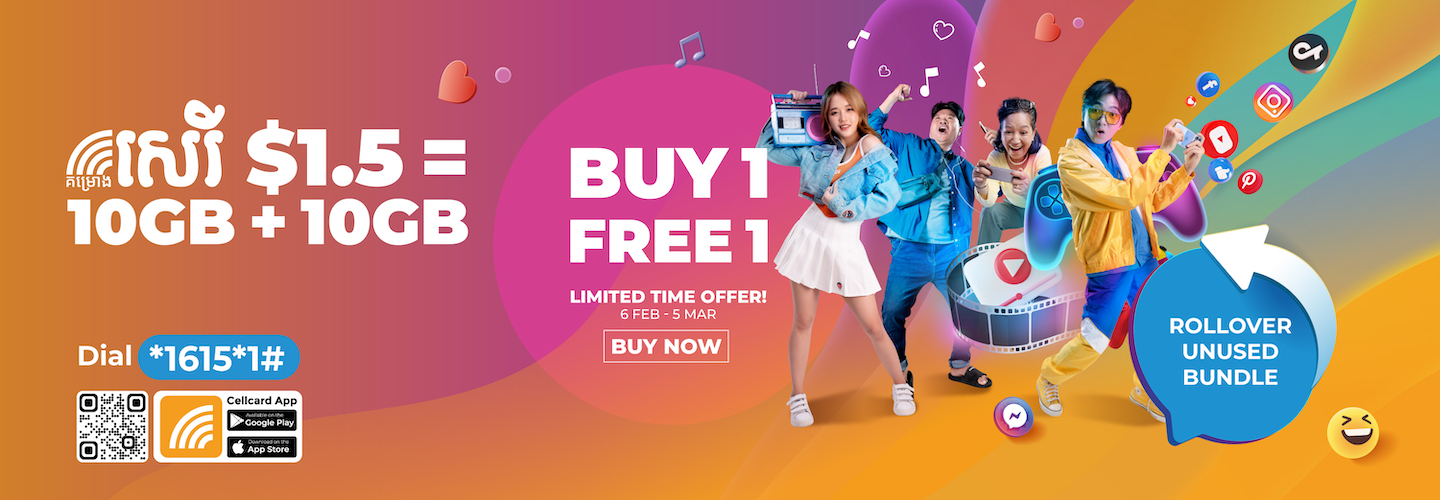 គម្រោង សេរី $1.5 =
10GB + 10GB
Dial *1615*1#
Cellcard App
Available on the
Google Play
Download on the
App Store
BUY 1
FREE 1
LIMITED TIME OFFER!
6 FEB - 5 MAR
BUY NOW
ROLLOVER
UNUSED
BUNDLE